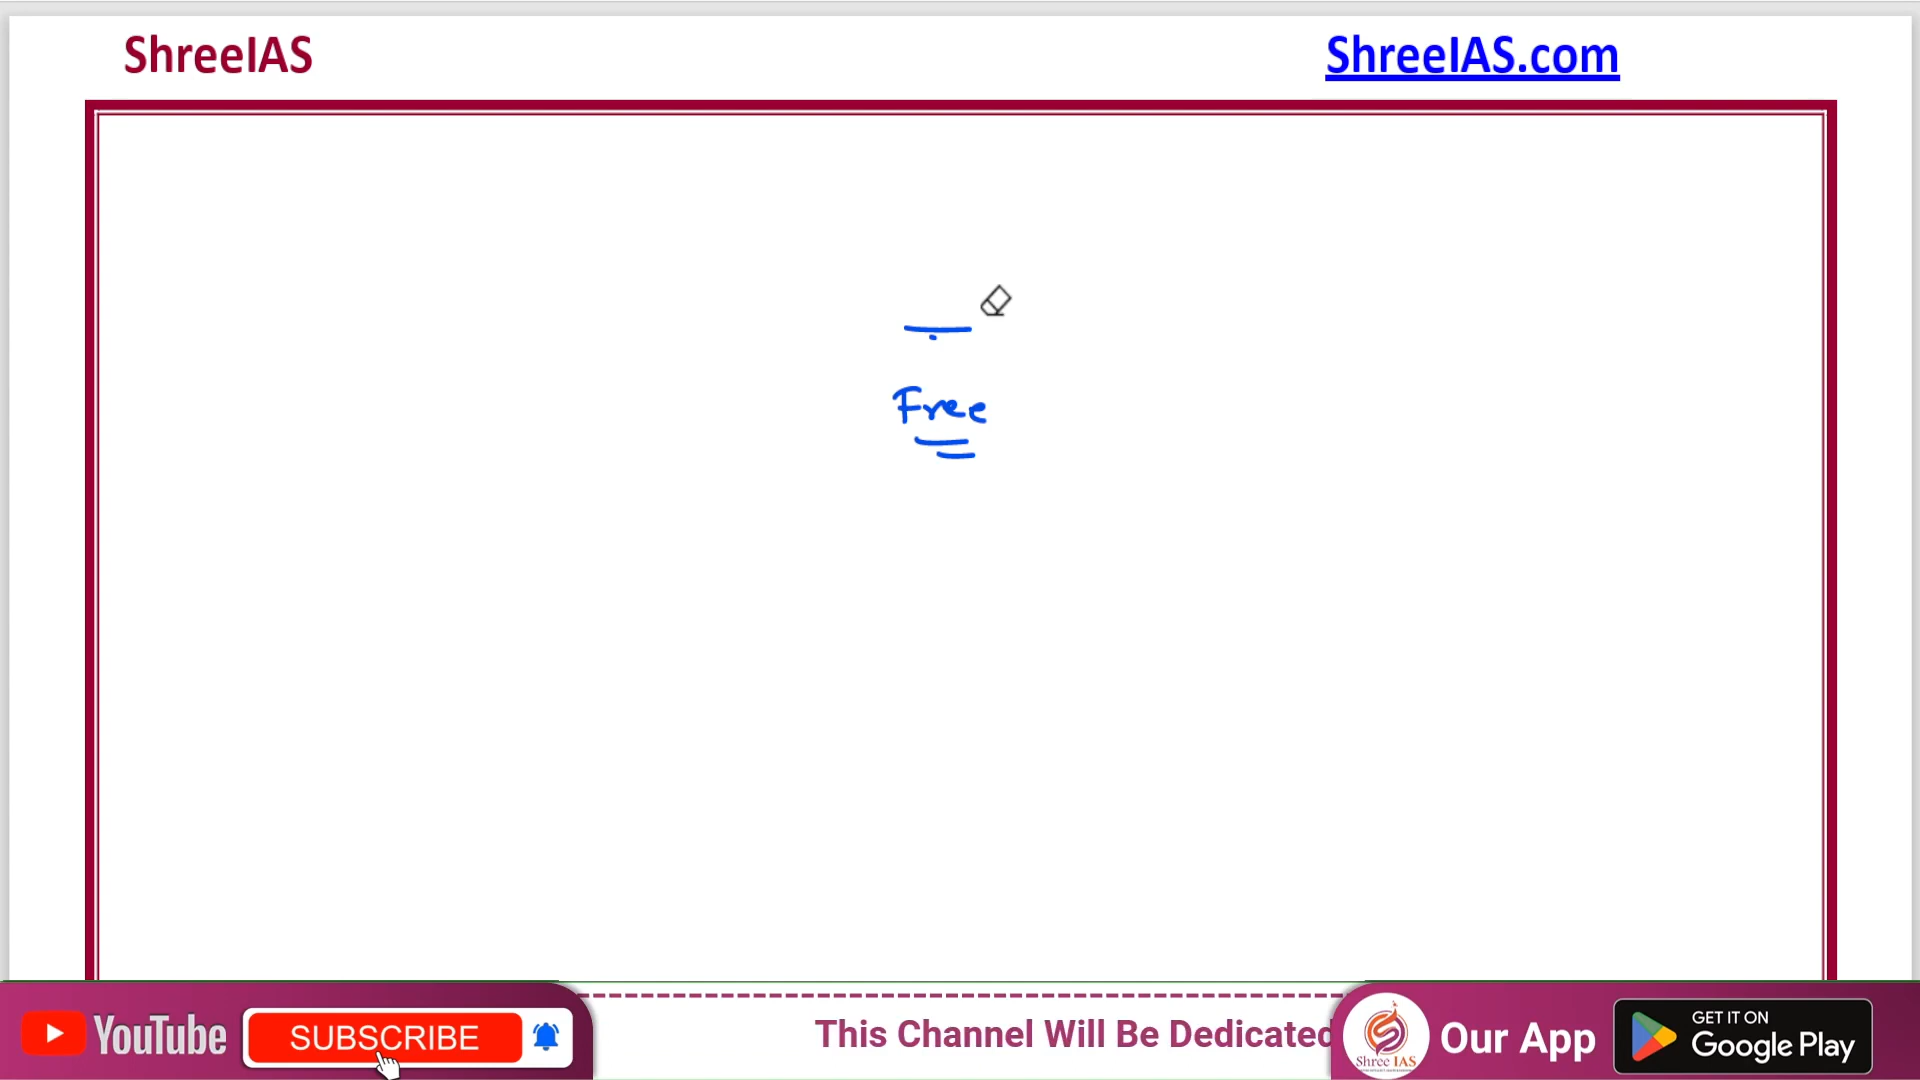 ShreeIAS
ShreeIAS.com
Free
YouTube
SUBSCRIBE
This Channel Will Be Dedicated
Shree IAS
Our App
GET IT ON
Google Play